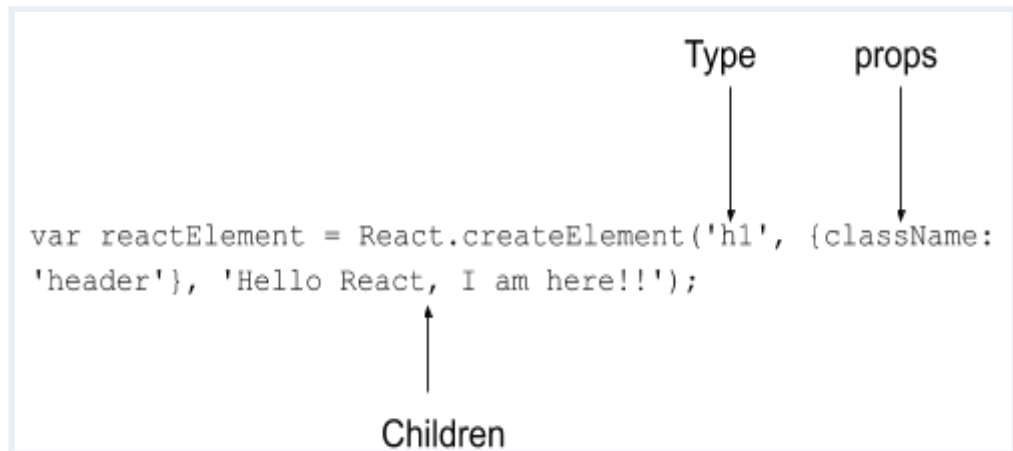 Type props
var reactElement = React.createElement('h1', {className:
'header'}, 'Hello React, I am here!!');
Children